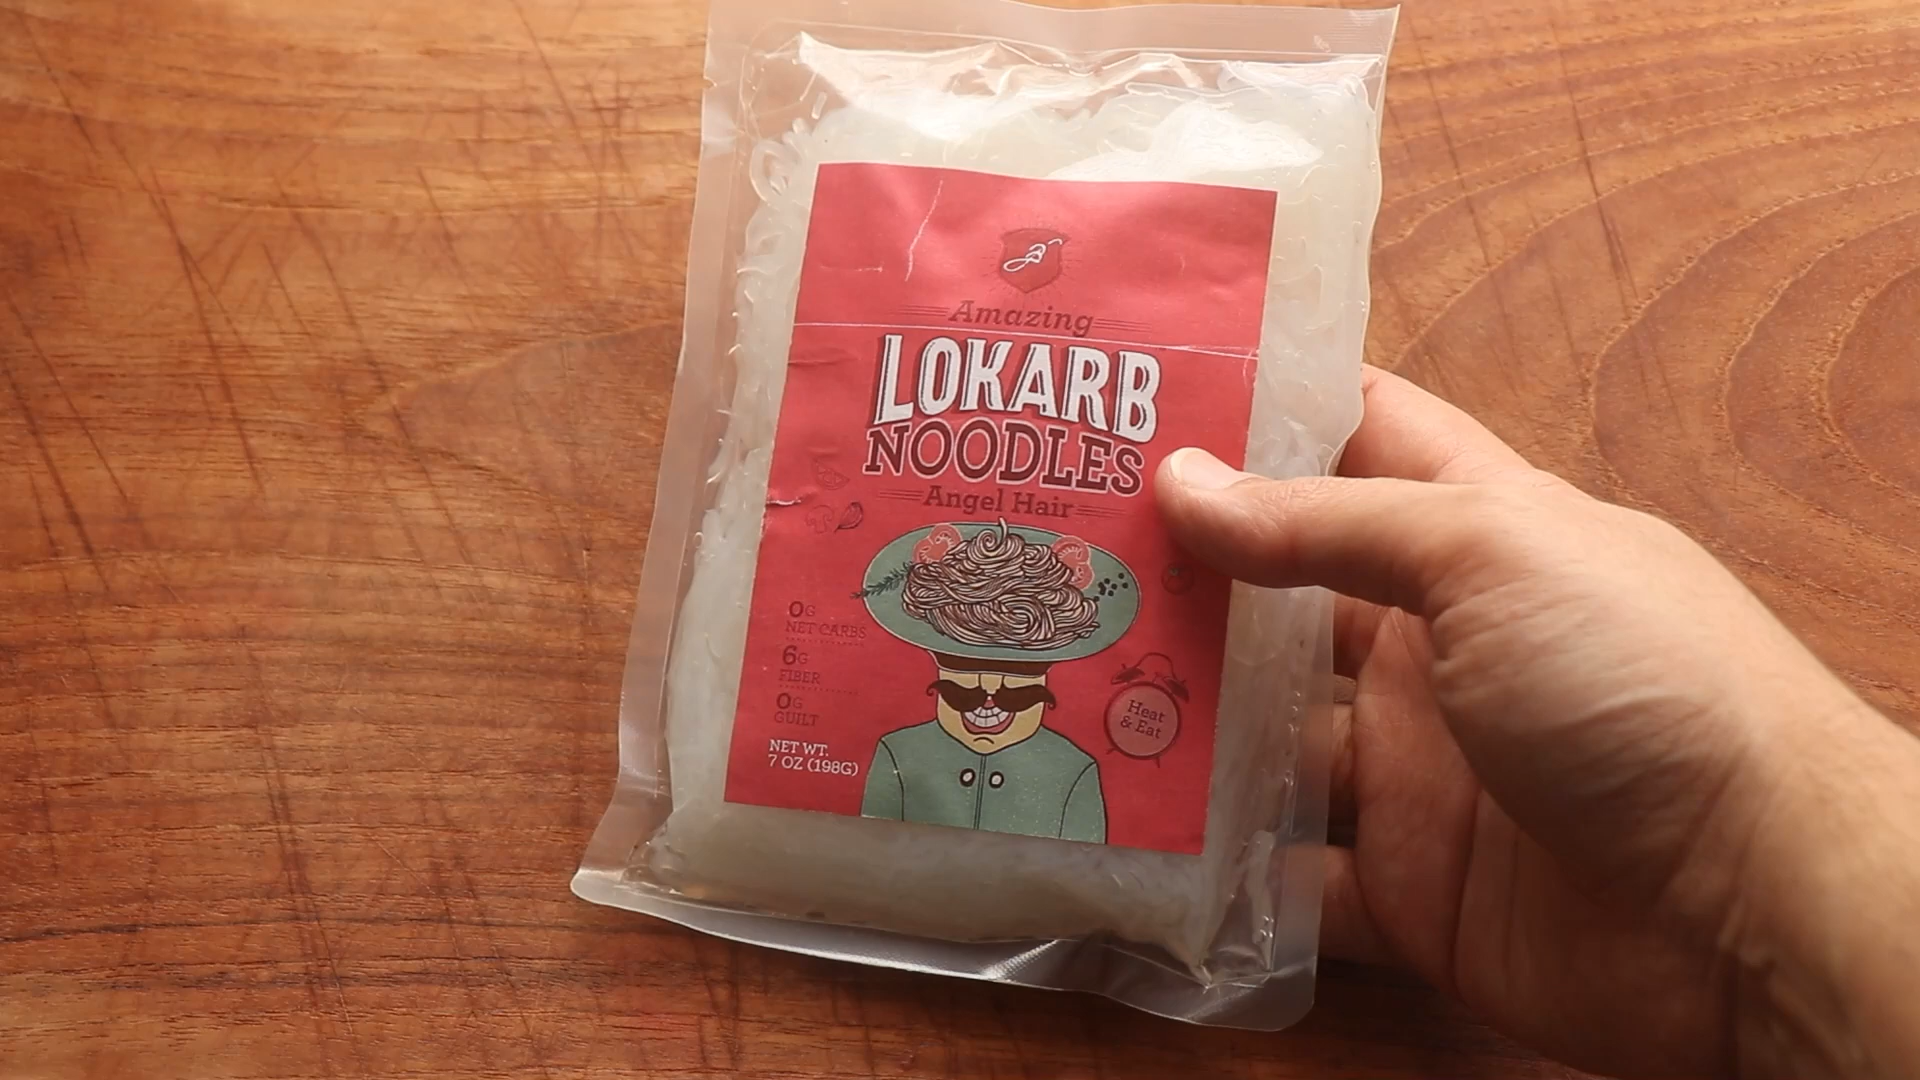 Amazing
LOKARB
NOODLES
Angel Hair
0G
NET CARBS
6G
FIBER
0G
GUILT
NET WT.
7 OZ (198G)
Heat
& Eat